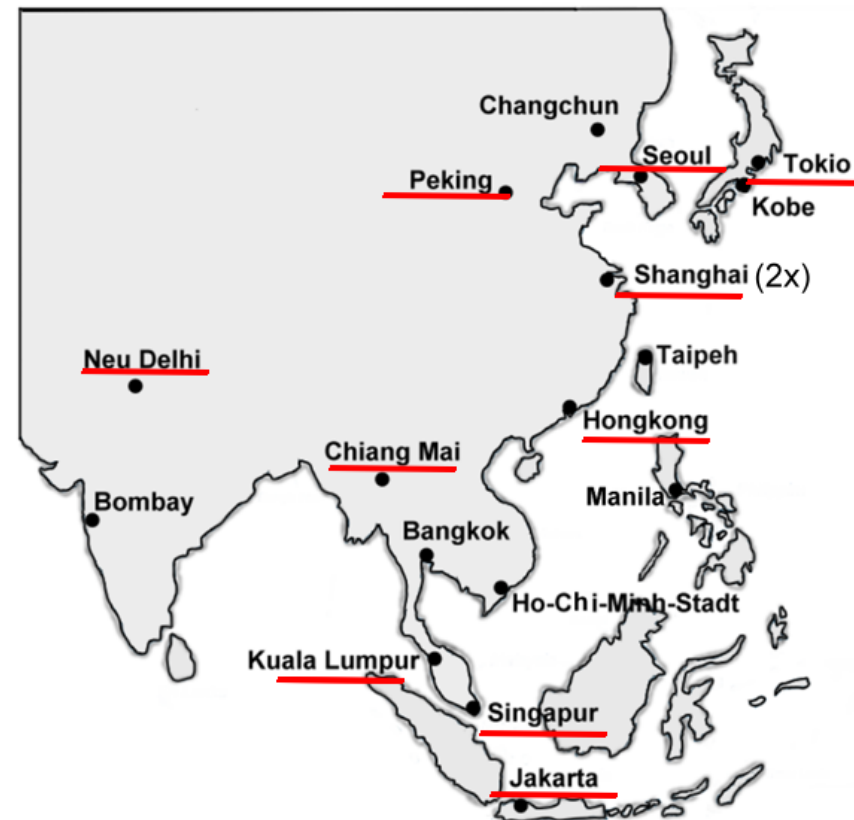 Changchun
Seoul
Tokio
Peking
Kobe
Shanghai (2x)
Neu Delhi
Taipeh
Hongkong
Chiang Mai
Manila
Bombay
Bangkok
Ho-Chi-Minh-Stadt
Kuala Lumpur
Singapur
Jakarta